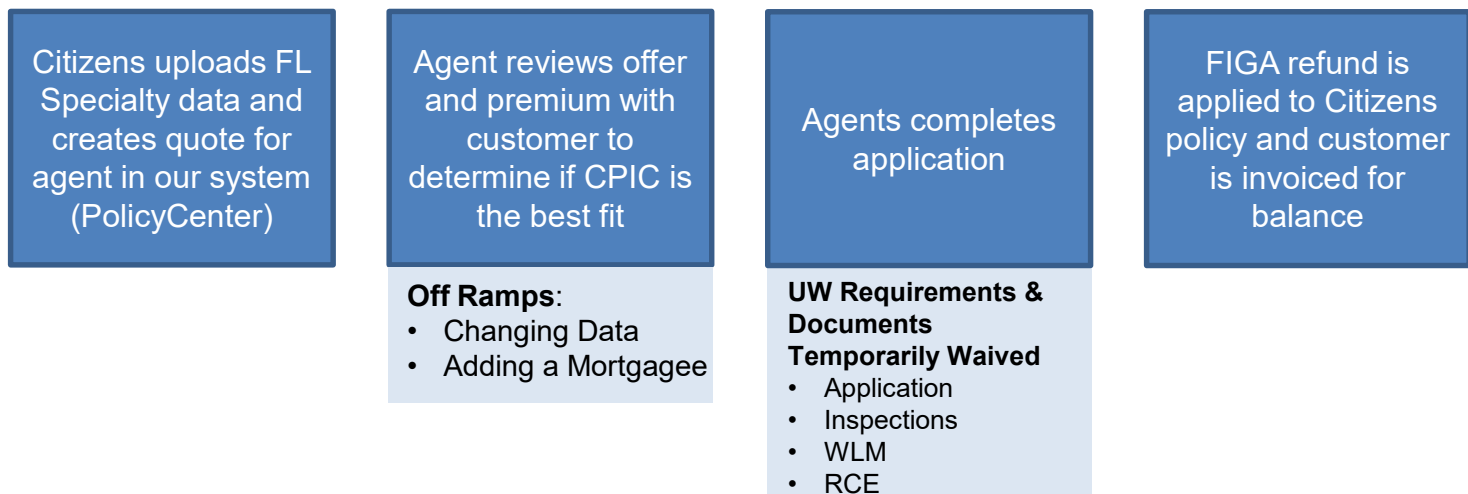 Citizens uploads FL
Specialty data and
creates quote for
agent in our system
(PolicyCenter)
Agent reviews offer
and premium with
customer to
determine if CPIC is
the best fit
Off Ramps:
• Changing Data
• Adding a Mortgagee
Agents completes
application
UW Requirements &
Documents
Temporarily Waived
• Application
• Inspections
• WLM
• RCE
FIGA refund is
applied to Citizens
policy and customer
is invoiced for
balance